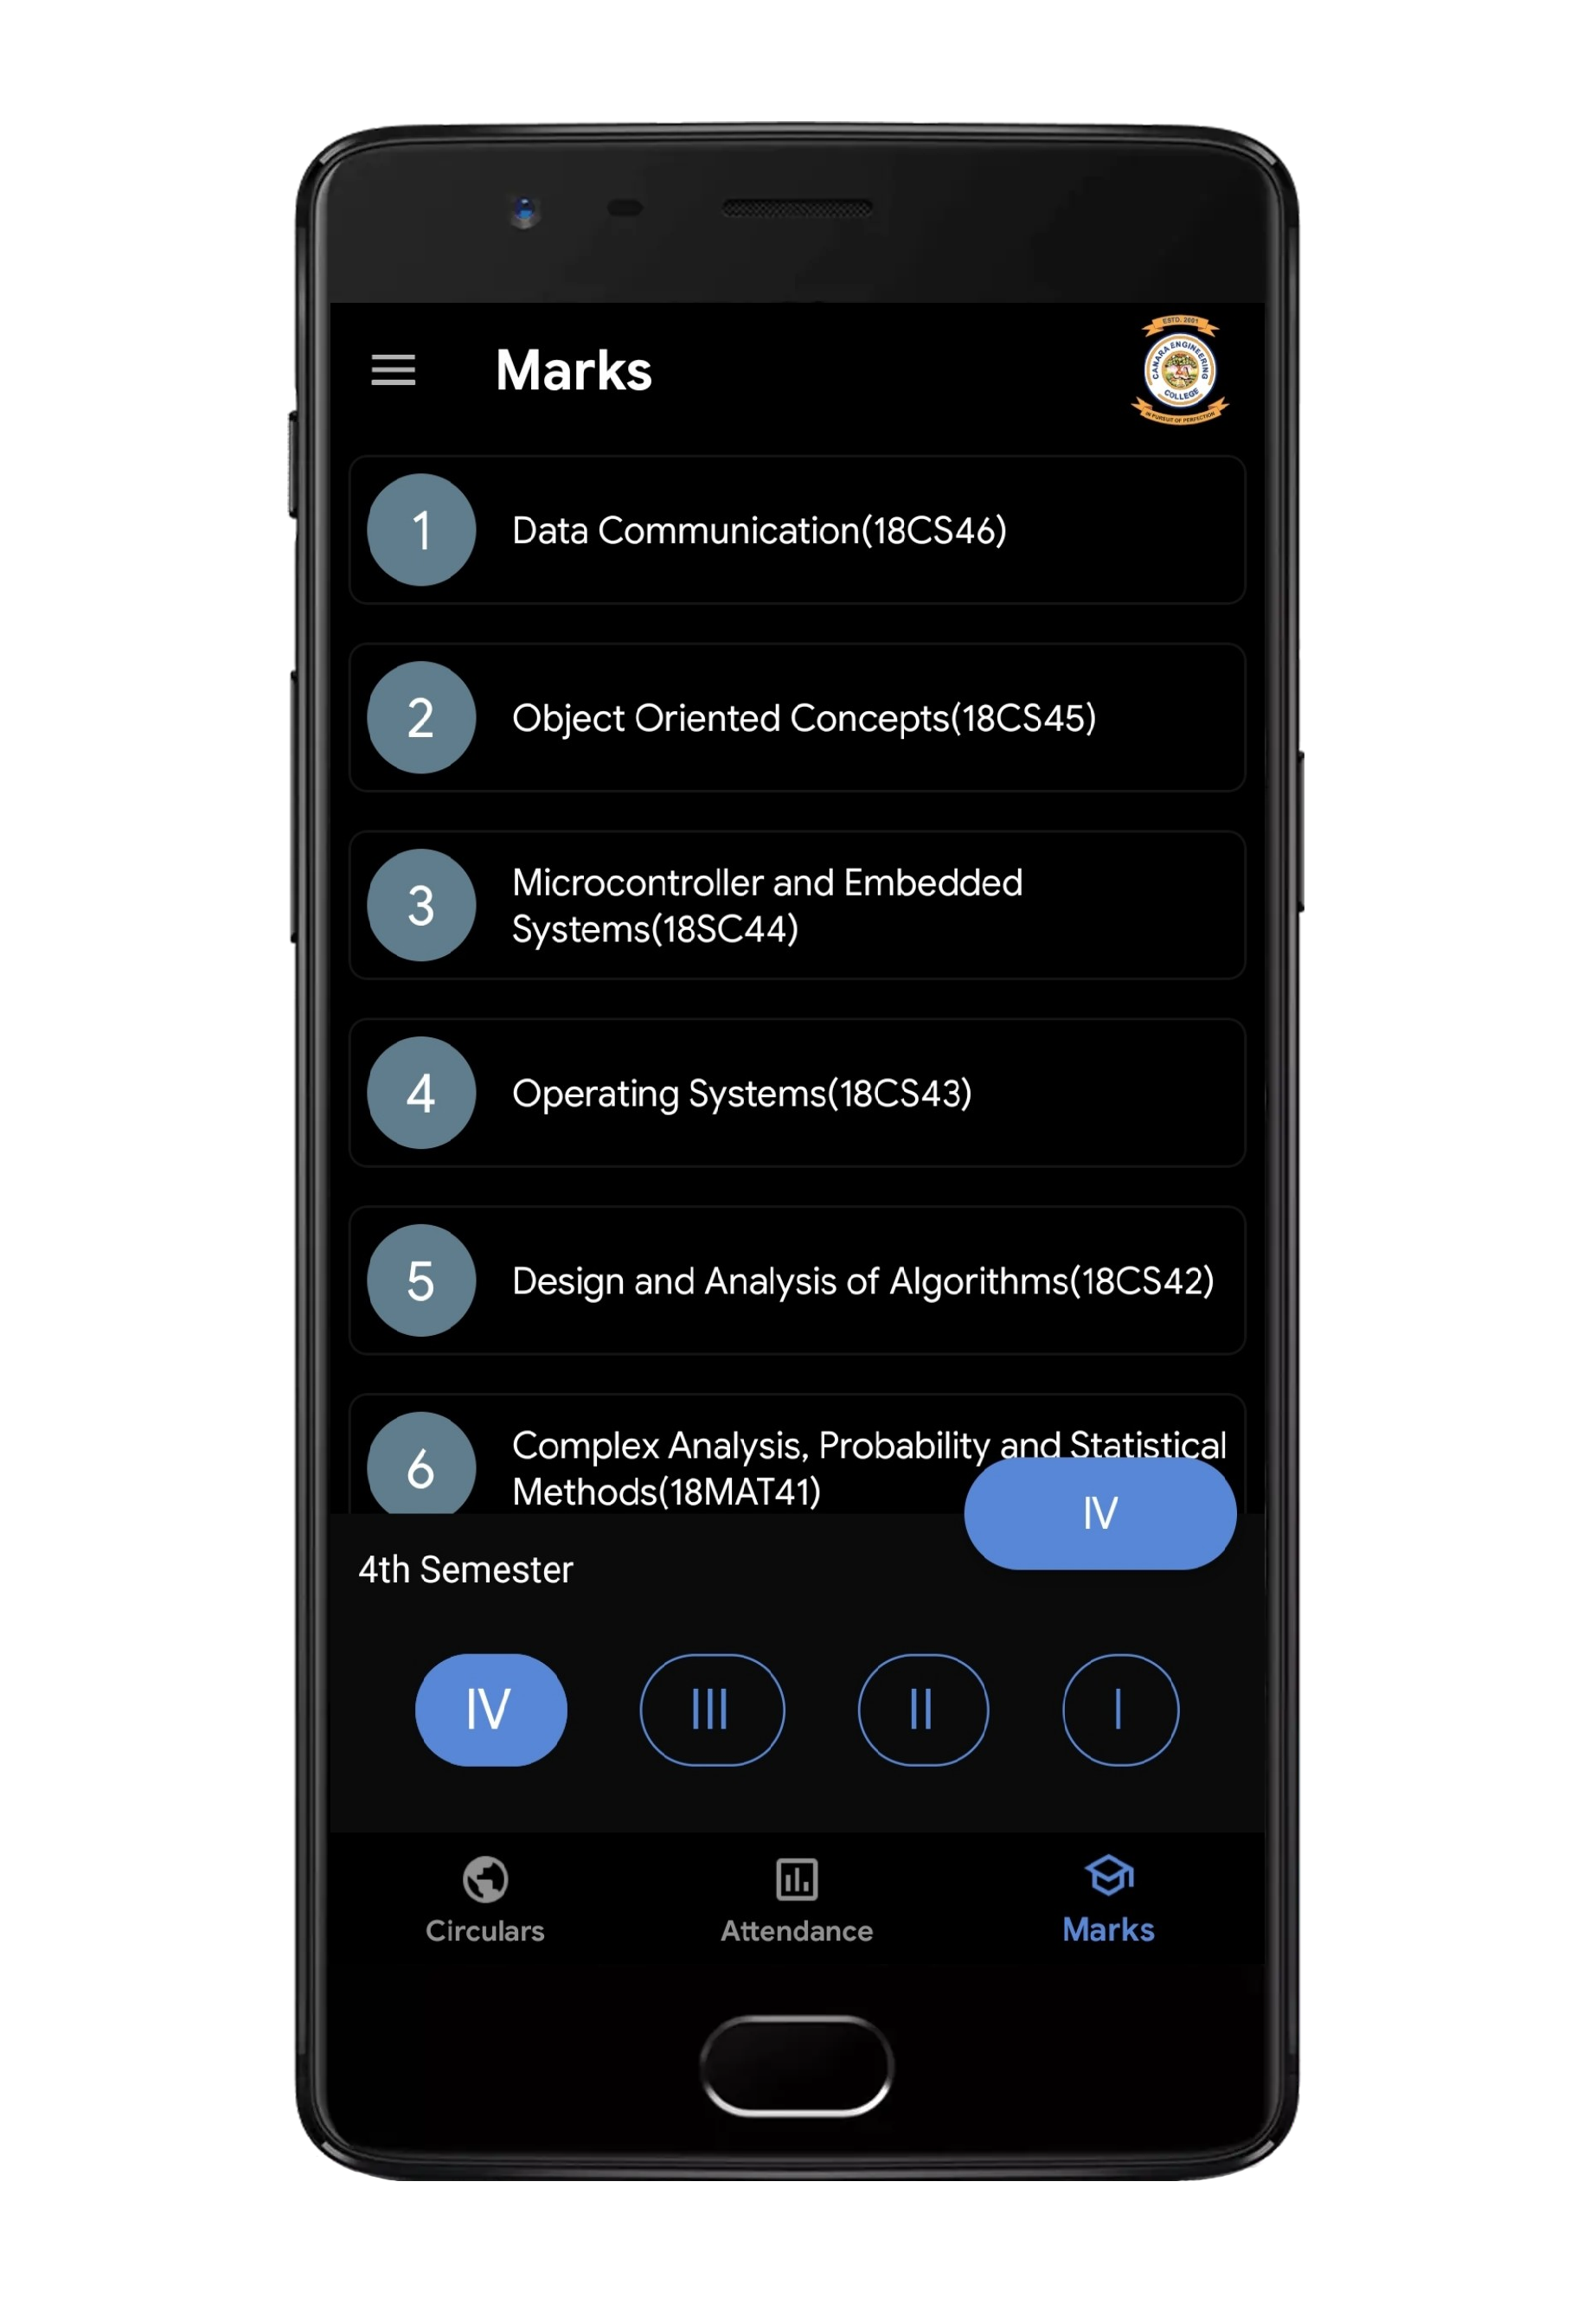 Marks
ESTD. 2001
CANARA ENGINEERING
COLLEGE
IN PURSUIT OF PERFECTION
1
Data Communication(18CS46)
2
Object Oriented Concepts(18CS45)
3
Microcontroller and Embedded
Systems(18SC44)
4
Operating Systems(18CS43)
5
Design and Analysis of Algorithms(18CS42)
6
Complex Analysis, Probability and Statistical
Methods(18MAT41)
IV
4th Semester
IV
III
II
I
Circulars
Attendance
Marks